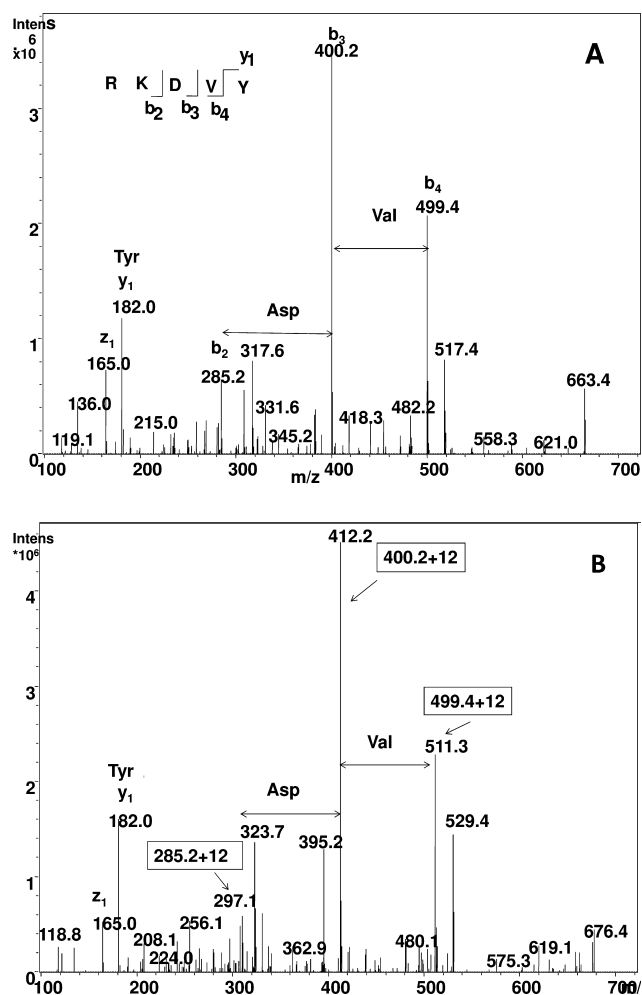 Intens
6
x10
A
b3
400.2
y1
R K D V Y
b2 b3 b4
3
b4
499.4
Val
2
Tyr
y1
182.0
Asp
z1
165.0
b2
285.2
317.6
517.4
1
663.4
136.0
215.0
331.6
418.3
482.2
119.1
345.2
558.3
621.0
0
100 200 300 400 500 600 700
m/z
Intens
*10⁶
B
412.2
400.2+12
4
3
499.4+12
Val
511.3
2
Tyr
y1
182.0
Asp
323.7
395.2
529.4
285.2+12
1
z1
165.0
297.1
118.8
208.1
256.1
224.0
362.9
480.1
575.3
619.1
676.4
0
100 200 300 400 500 600 700